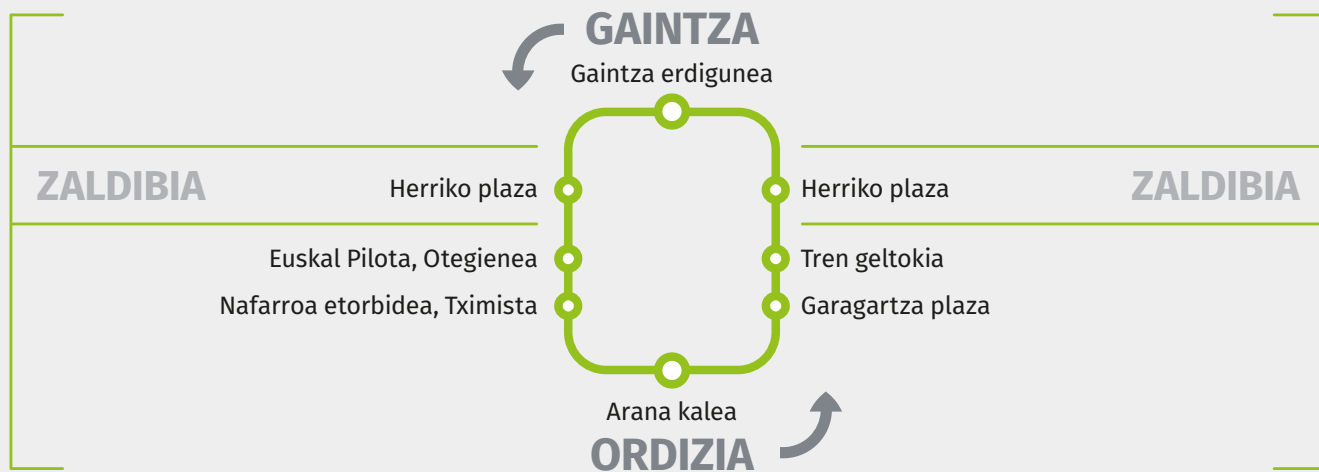 GAINTZA
Gaintza erdigunea
ZALDIBIA
Herriko plaza
Herriko plaza
ZALDIBIA
Euskal Pilota, Otegienea
Tren geltokia
Nafarroa etorbidea, Tximista
Garagartza plaza
Arana kalea
ORDIZIA